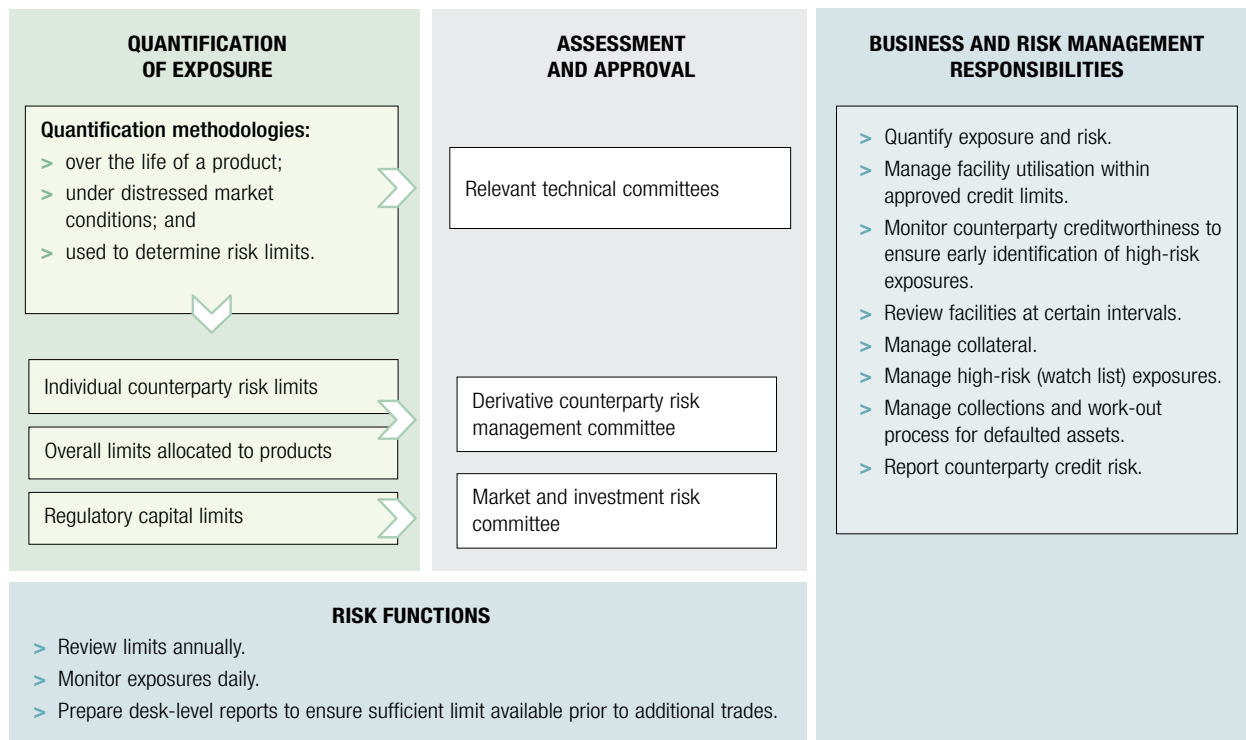 QUANTIFICATION
OF EXPOSURE
Quantification methodologies:
> over the life of a product;
> under distressed market
conditions; and
> used to determine risk limits.
Individual counterparty risk limits
Overall limits allocated to products
Regulatory capital limits
ASSESSMENT
AND APPROVAL
Relevant technical committees
Derivative counterparty risk
management committee
Market and investment risk
committee
BUSINESS AND RISK MANAGEMENT
RESPONSIBILITIES
> Quantify exposure and risk.
> Manage facility utilisation within
approved credit limits.
> Monitor counterparty creditworthiness to
ensure early identification of high-risk
exposures.
> Review facilities at certain intervals.
> Manage collateral.
> Manage high-risk (watch list) exposures.
> Manage collections and work-out
process for defaulted assets.
> Report counterparty credit risk.
RISK FUNCTIONS
> Review limits annually.
> Monitor exposures daily.
> Prepare desk-level reports to ensure sufficient limit available prior to additional trades.